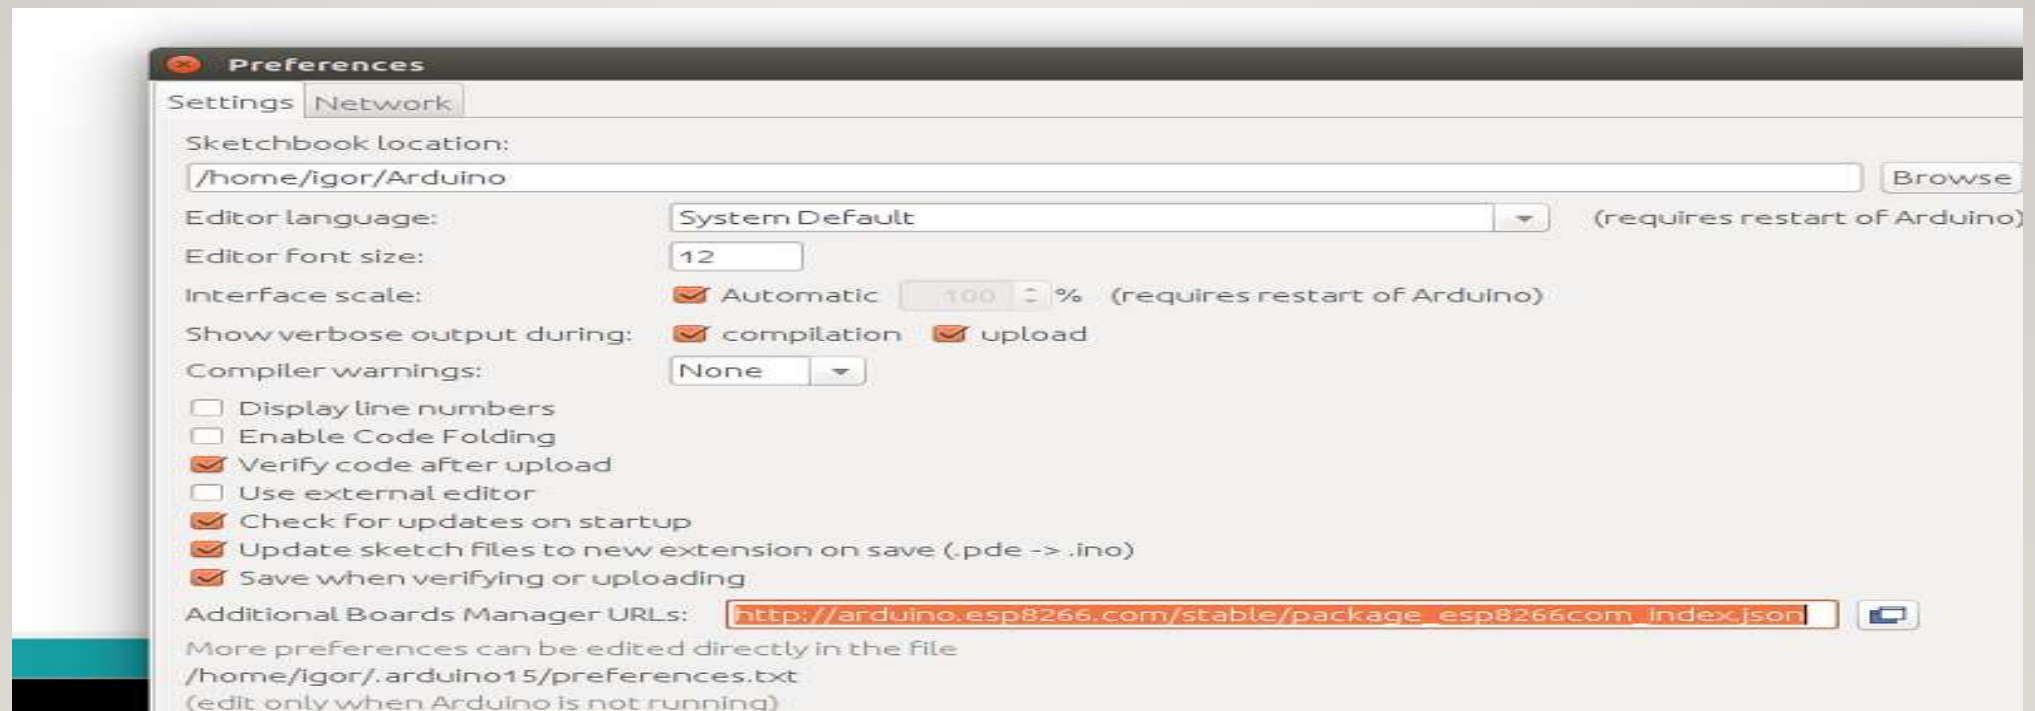 Preferences
Settings Network
Sketchbook location:
/home/igor/Arduino Browse
Editor language: System Default (requires restart of Arduino)
Editor font size: 12
Interface scale: Automatic 100 % (requires restart of Arduino)
Show verbose output during: compilation upload
Compiler warnings: None
Display line numbers
Enable Code Folding
Verify code after upload
Use external editor
Check for updates on startup
Update sketch files to new extension on save (.pde -> .ino)
Save when verifying or uploading
Additional Boards Manager URLs: http://arduino.esp8266.com/stable/package_esp8266com_index.json
More preferences can be edited directly in the file
/home/igor/.arduino15/preferences.txt
(edit only when Arduino is not running)